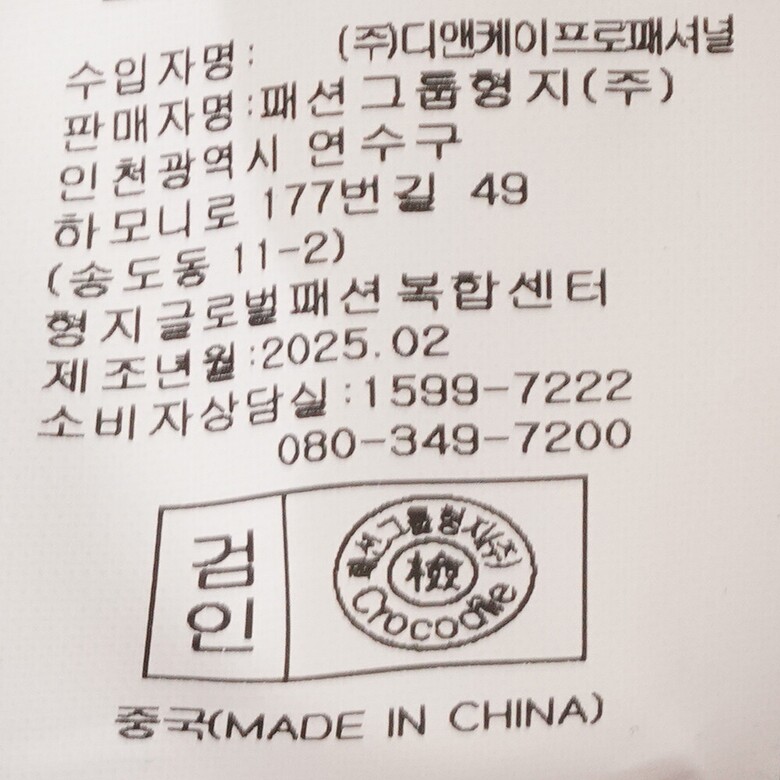 수입자명: (주)디앤케이프로패셔널
판매자명:패션그룹형지(주)
인천광역시 연수구
하모니로 177번길 49
(송도동 11-2)
형지글로벌패션복합센터
제조년월:2025.02
소비자상담실:1599-7222
080-349-7200
검인
패션그룹형지(주)
檢
Crocodile
중국(MADE IN CHINA)